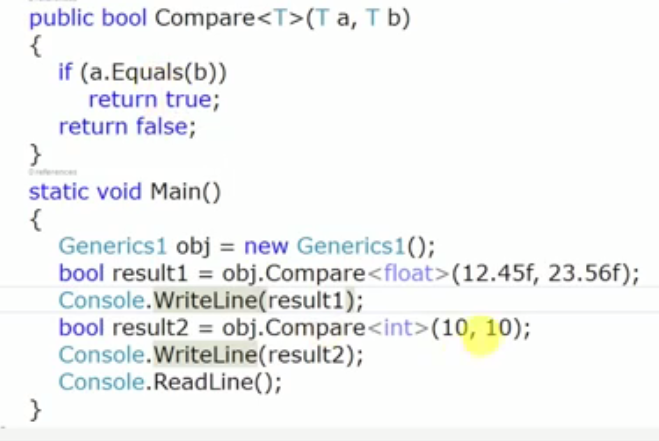 public bool Compare<T>(T a, T b)
{
if (a.Equals(b))
return true;
return false;
}
0 references
static void Main()
{
Generics1 obj = new Generics1();
bool result1 = obj.Compare<float>(12.45f, 23.56f);
Console.WriteLine(result1);
bool result2 = obj.Compare<int>(10, 10);
Console.WriteLine(result2);
Console.ReadLine();
}